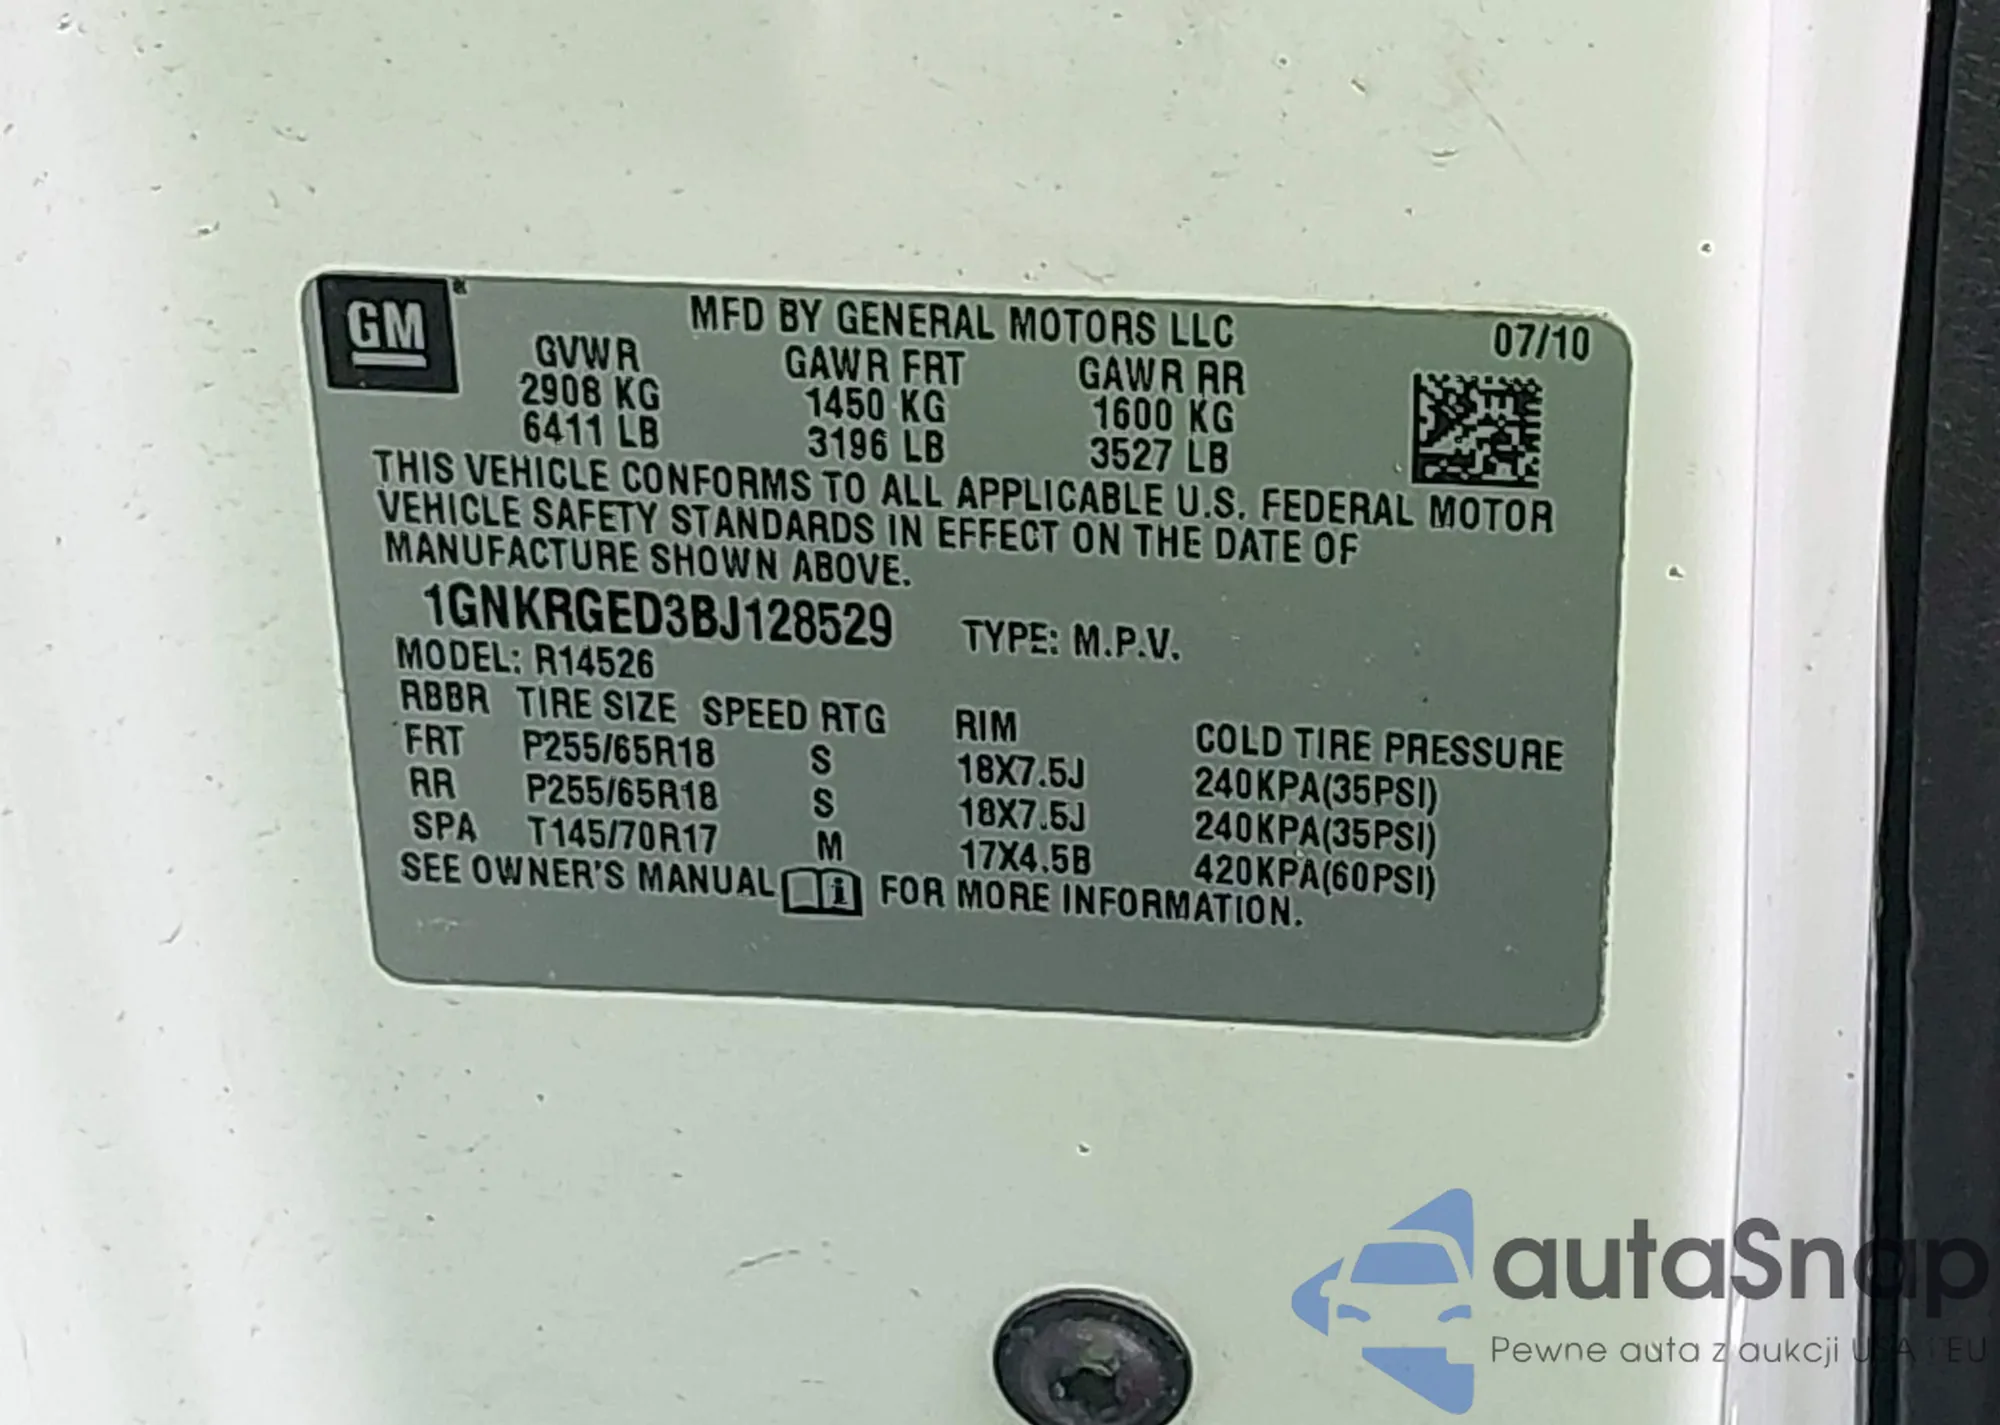 GM
MFD BY GENERAL MOTORS LLC 07/10
GVWR GAWR FRT GAWR RR
2908 KG 1450 KG 1600 KG
6411 LB 3196 LB 3527 LB
THIS VEHICLE CONFORMS TO ALL APPLICABLE U.S. FEDERAL MOTOR
VEHICLE SAFETY STANDARDS IN EFFECT ON THE DATE OF
MANUFACTURE SHOWN ABOVE.
1GNKRGED3BJ128529 TYPE: M.P.V.
MODEL: R14526
RBBR TIRE SIZE SPEED RTG RIM COLD TIRE PRESSURE
FRT P255/65R18 S 18X7.5J 240KPA(35PSI)
RR P255/65R18 S 18X7.5J 240KPA(35PSI)
SPA T145/70R17 M 17X4.5B 420KPA(60PSI)
SEE OWNER'S MANUAL FOR MORE INFORMATION.
autaSnap
Pewne auta z aukcji USA i EU